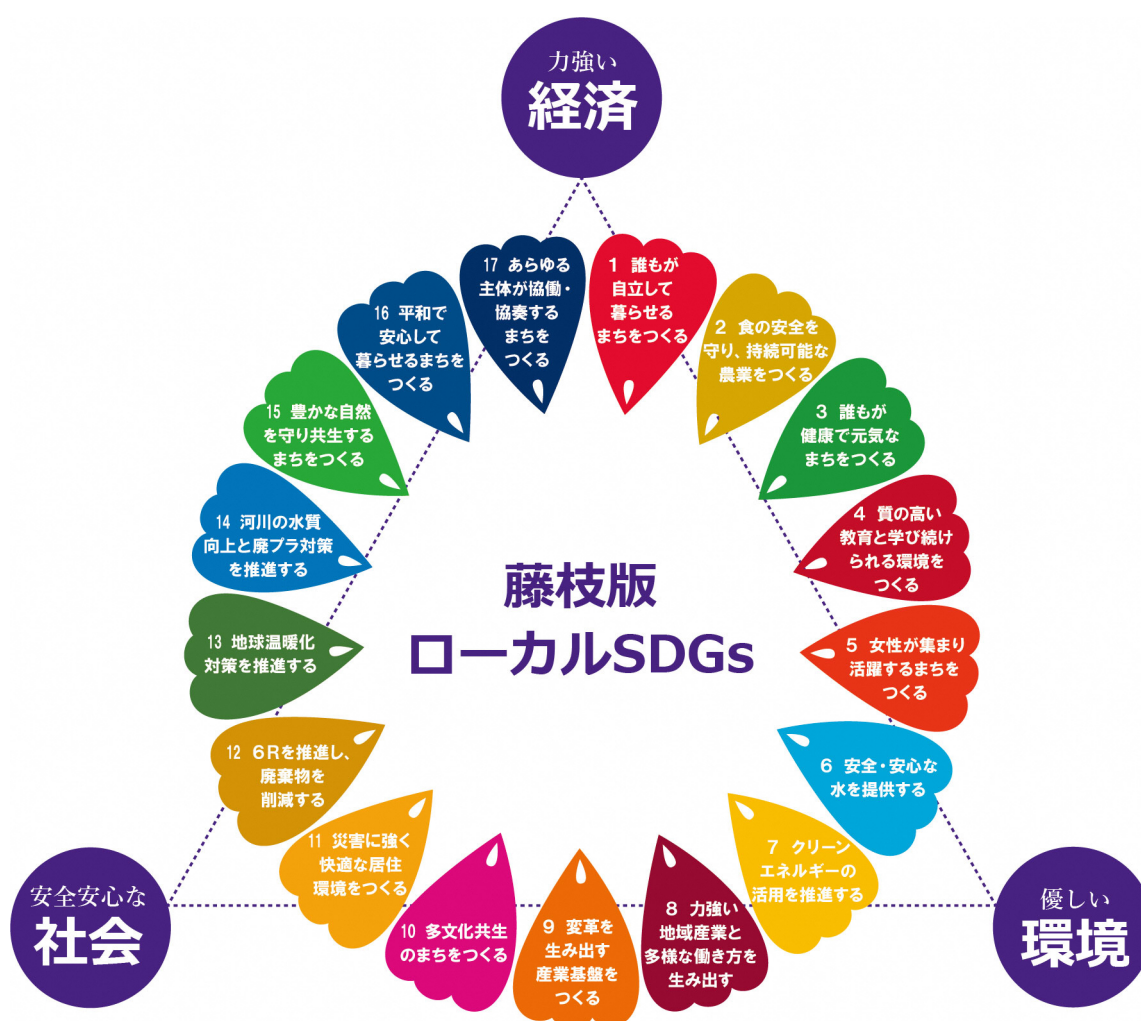 力強い
経済
17 あらゆる
主体が協働・
協奏する
まちを
つくる
1 誰もが
自立して
暮らせる
まちをつくる
16 平和で
安心して
暮らせるまちを
つくる
2 食の安全を
守り、持続可能な
農業をつくる
15 豊かな自然
を守り共生する
まちをつくる
3 誰もが
健康で元気な
まちをつくる
14 河川の水質
向上と廃プラ対策
を推進する
4 質の高い
教育と学び続け
られる環境を
つくる
藤枝版
ローカルSDGs
13 地球温暖化
対策を推進する
5 女性が集まり
活躍するまちを
つくる
12 6Rを推進し、
廃棄物を
削減する
6 安全・安心な
水を提供する
11 災害に強く
快適な居住
環境をつくる
7 クリーン
エネルギーの
活用を推進する
10 多文化共生
のまちをつくる
9 変革を
生み出す
産業基盤を
つくる
8 力強い
地域産業と
多様な働き方を
生み出す
安全安心な
社会
優しい
環境